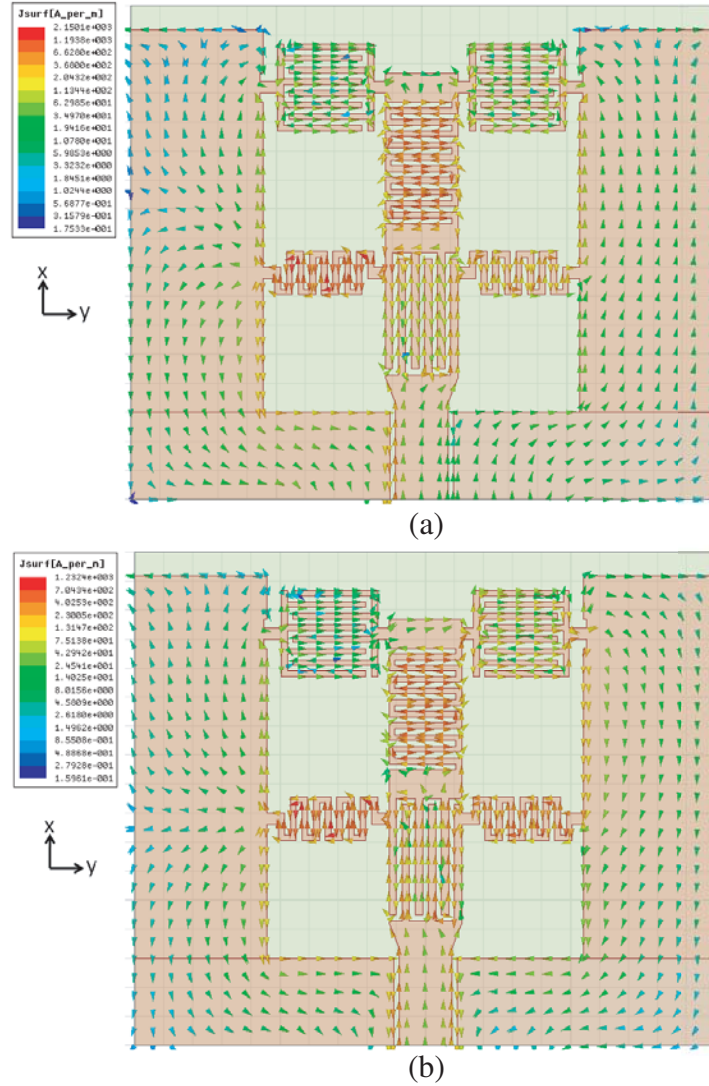 Jsurf[A_per_m]
2.1501e+003
1.1938e+003
6.6280e+002
3.6800e+002
2.0432e+002
1.1344e+002
6.2985e+001
3.4970e+001
1.9416e+001
1.0780e+001
5.9853e+000
3.3232e+000
1.8451e+000
1.0244e+000
5.6877e-001
3.1579e-001
1.7533e-001
x
y
(a)
Jsurf[A_per_m]
1.2324e+003
7.0434e+002
4.0253e+002
2.3005e+002
1.3147e+002
7.5138e+001
4.2942e+001
2.4541e+001
1.4025e+001
8.0156e+000
4.5809e+000
2.6180e+000
1.4962e+000
8.5508e-001
4.8868e-001
2.7928e-001
1.5961e-001
x
y
(b)